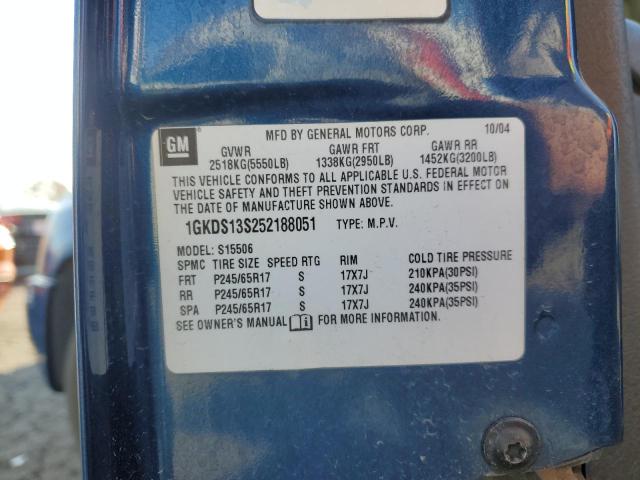 GM
MFD BY GENERAL MOTORS CORP. 10/04
GVWR GAWR FRT GAWR RR
2518KG(5550LB) 1338KG(2950LB) 1452KG(3200LB)
THIS VEHICLE CONFORMS TO ALL APPLICABLE U.S. FEDERAL MOTOR
VEHICLE SAFETY AND THEFT PREVENTION STANDARDS IN EFFECT ON
THE DATE OF MANUFACTURE SHOWN ABOVE.
1GKDS13S252188051 TYPE: M.P.V.
MODEL: S15506
SPMC TIRE SIZE SPEED RTG RIM COLD TIRE PRESSURE
FRT P245/65R17 S 17X7J 210KPA(30PSI)
RR P245/65R17 S 17X7J 240KPA(35PSI)
SPA P245/65R17 S 17X7J 240KPA(35PSI)
SEE OWNER'S MANUAL FOR MORE INFORMATION.